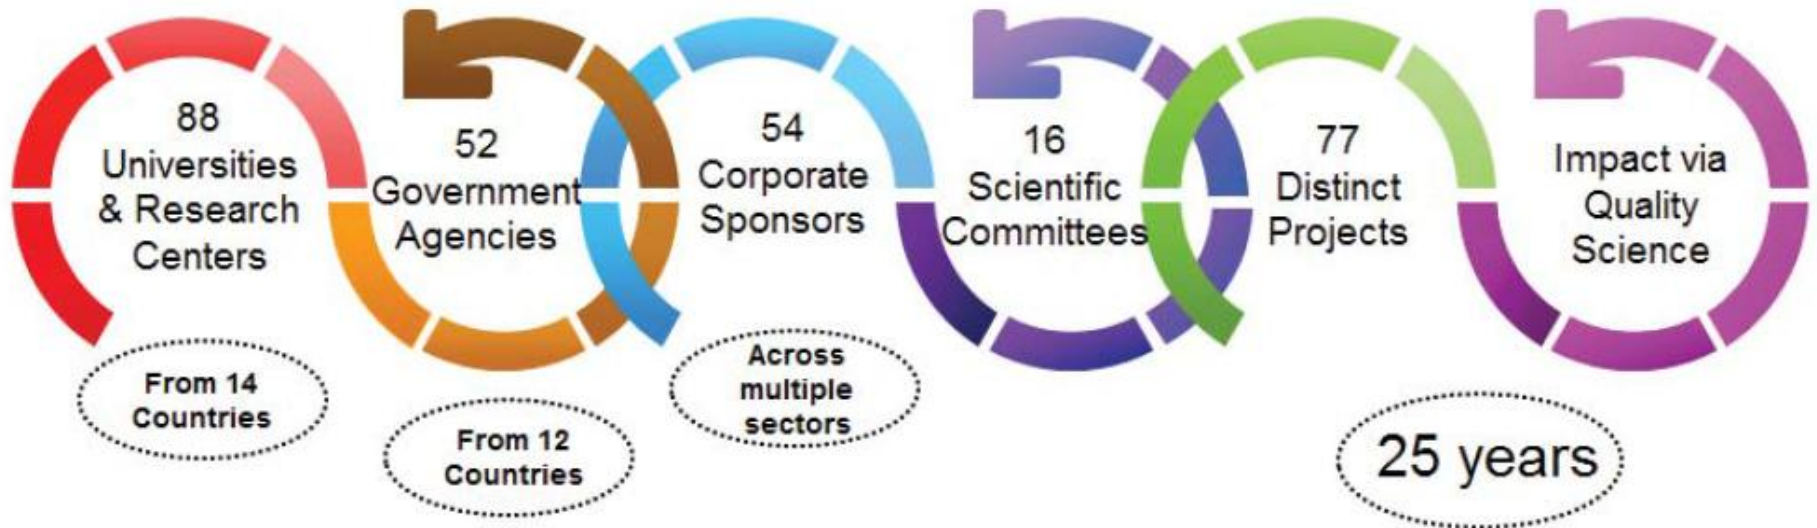 88
Universities
& Research
Centers
From 14
Countries
52
Government
Agencies
From 12
Countries
54
Corporate
Sponsors
Across
multiple
sectors
16
Scientific
Committees
77
Distinct
Projects
Impact via
Quality
Science
25 years